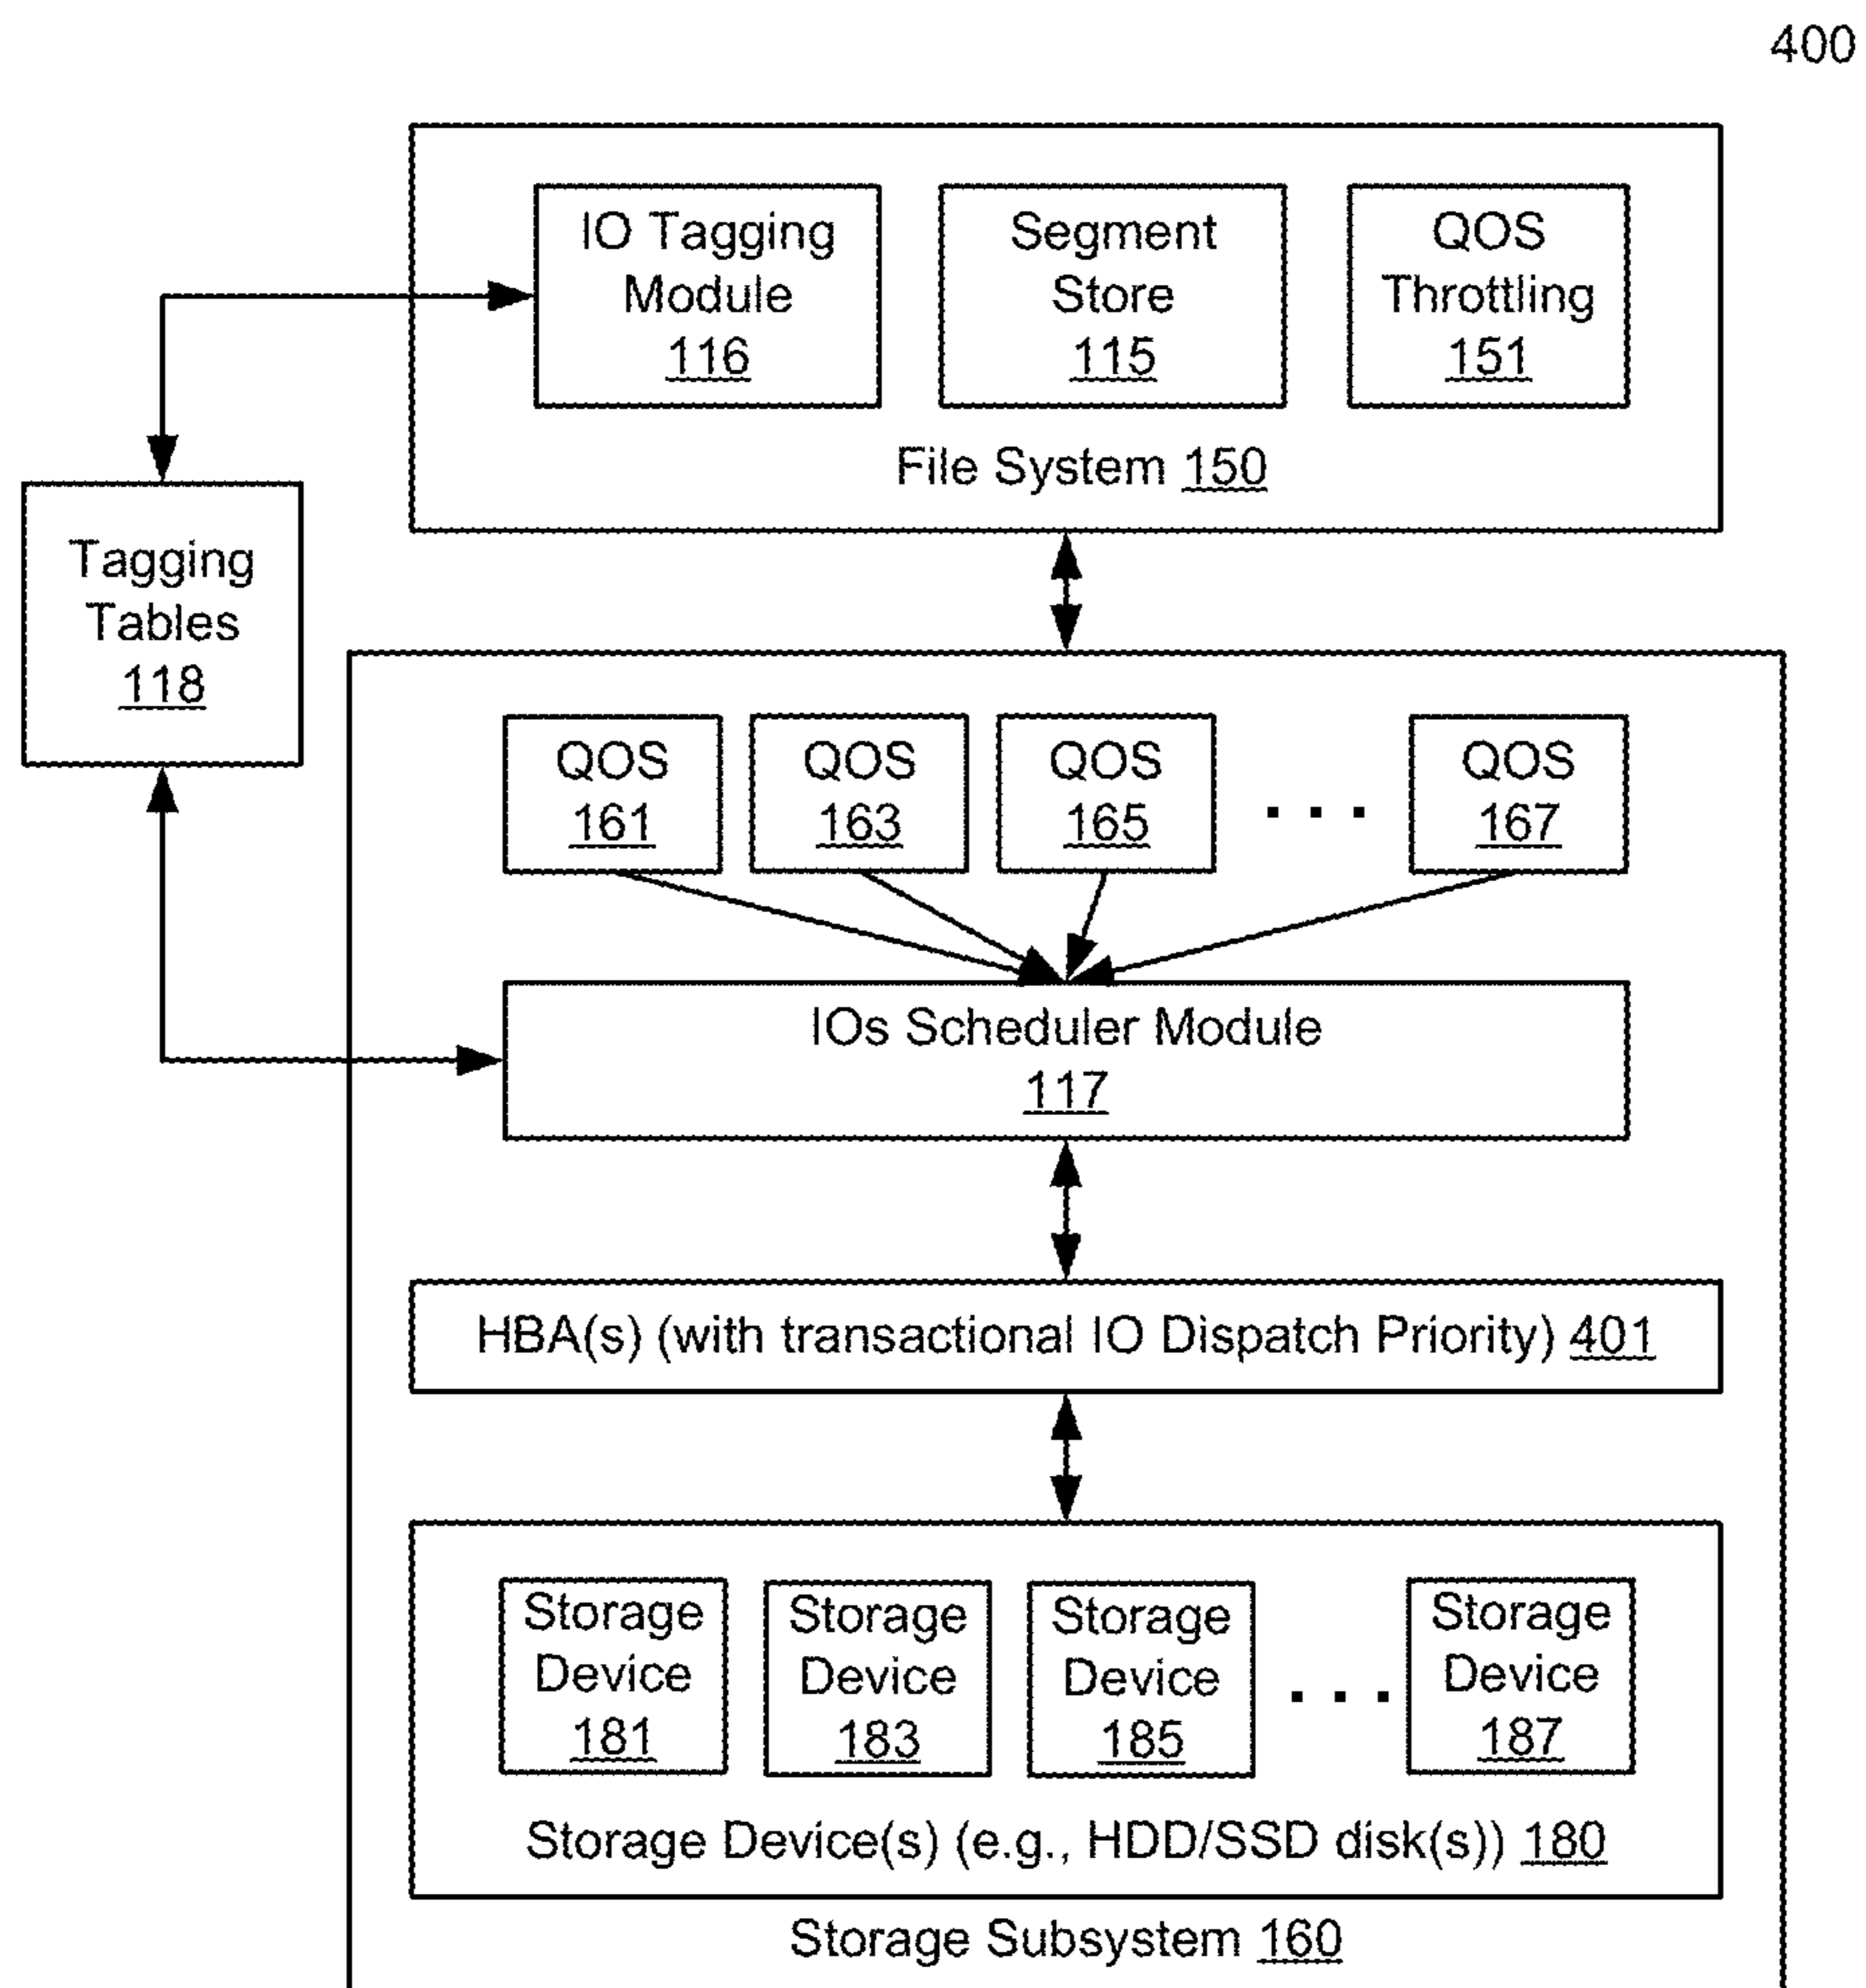 400
IO Tagging
Module
116
Segment
Store
115
QOS
Throttling
151
File System 150
Tagging
Tables
118
QOS
161
QOS
163
QOS
165
. . .
QOS
167
IOs Scheduler Module
117
HBA(s) (with transactional IO Dispatch Priority) 401
Storage
Device
181
Storage
Device
183
Storage
Device
185
. . .
Storage
Device
187
Storage Device(s) (e.g., HDD/SSD disk(s)) 180
Storage Subsystem 160